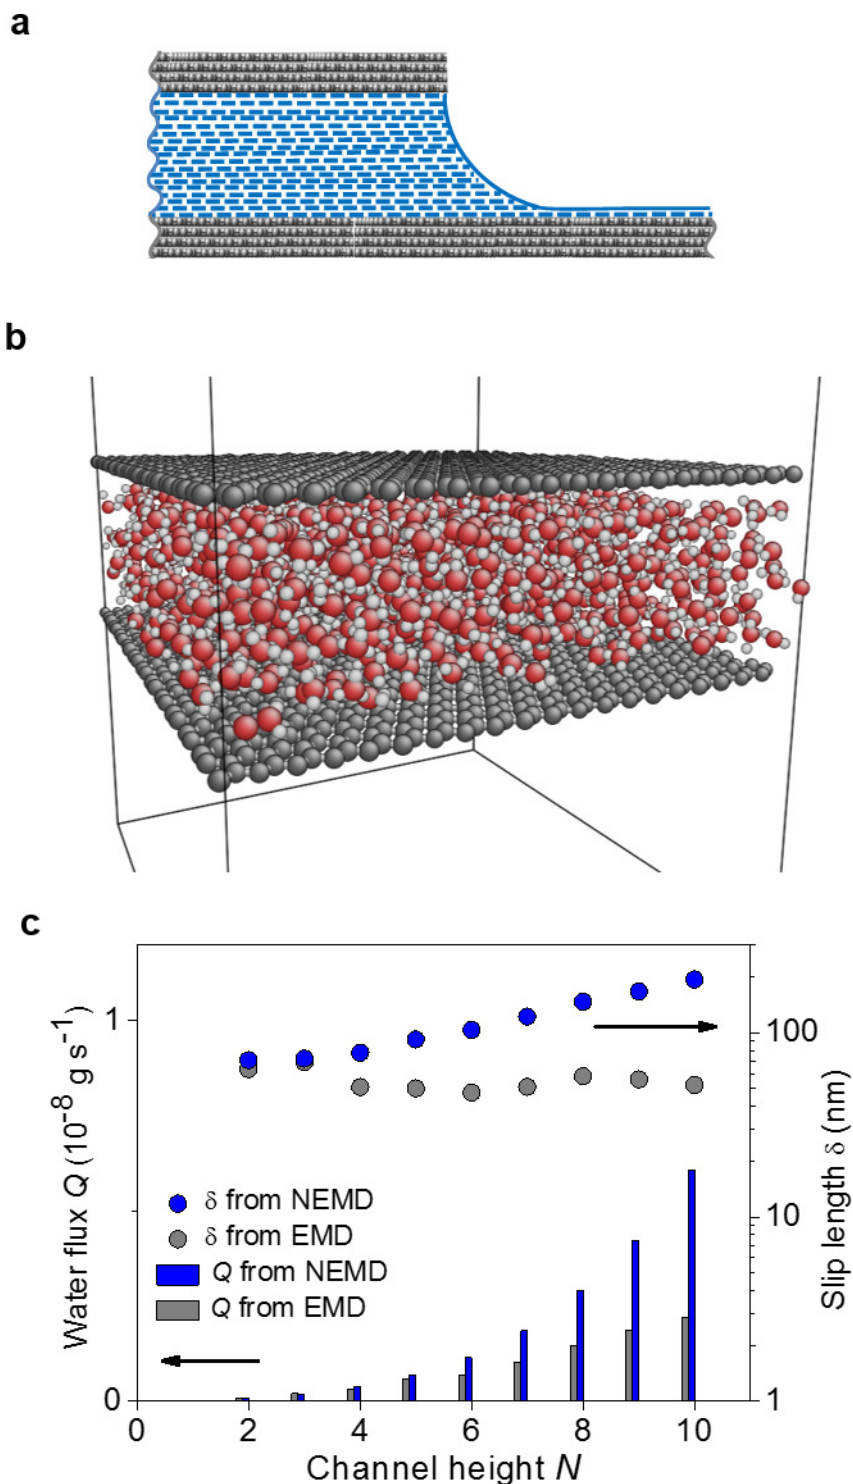 a
b
c
Water flux Q (10⁻⁸ g s⁻¹)
1
0
δ from NEMD
δ from EMD
Q from NEMD
Q from EMD
100
10
1
Slip length δ (nm)
0 2 4 6 8 10
Channel height N